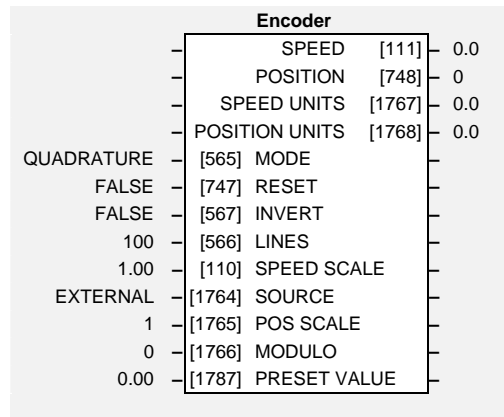 Encoder
SPEED [111] 0.0
POSITION [748] 0
SPEED UNITS [1767] 0.0
POSITION UNITS [1768] 0.0
QUADRATURE [565] MODE
FALSE [747] RESET
FALSE [567] INVERT
100 [566] LINES
1.00 [110] SPEED SCALE
EXTERNAL [1764] SOURCE
1 [1765] POS SCALE
0 [1766] MODULO
0.00 [1787] PRESET VALUE